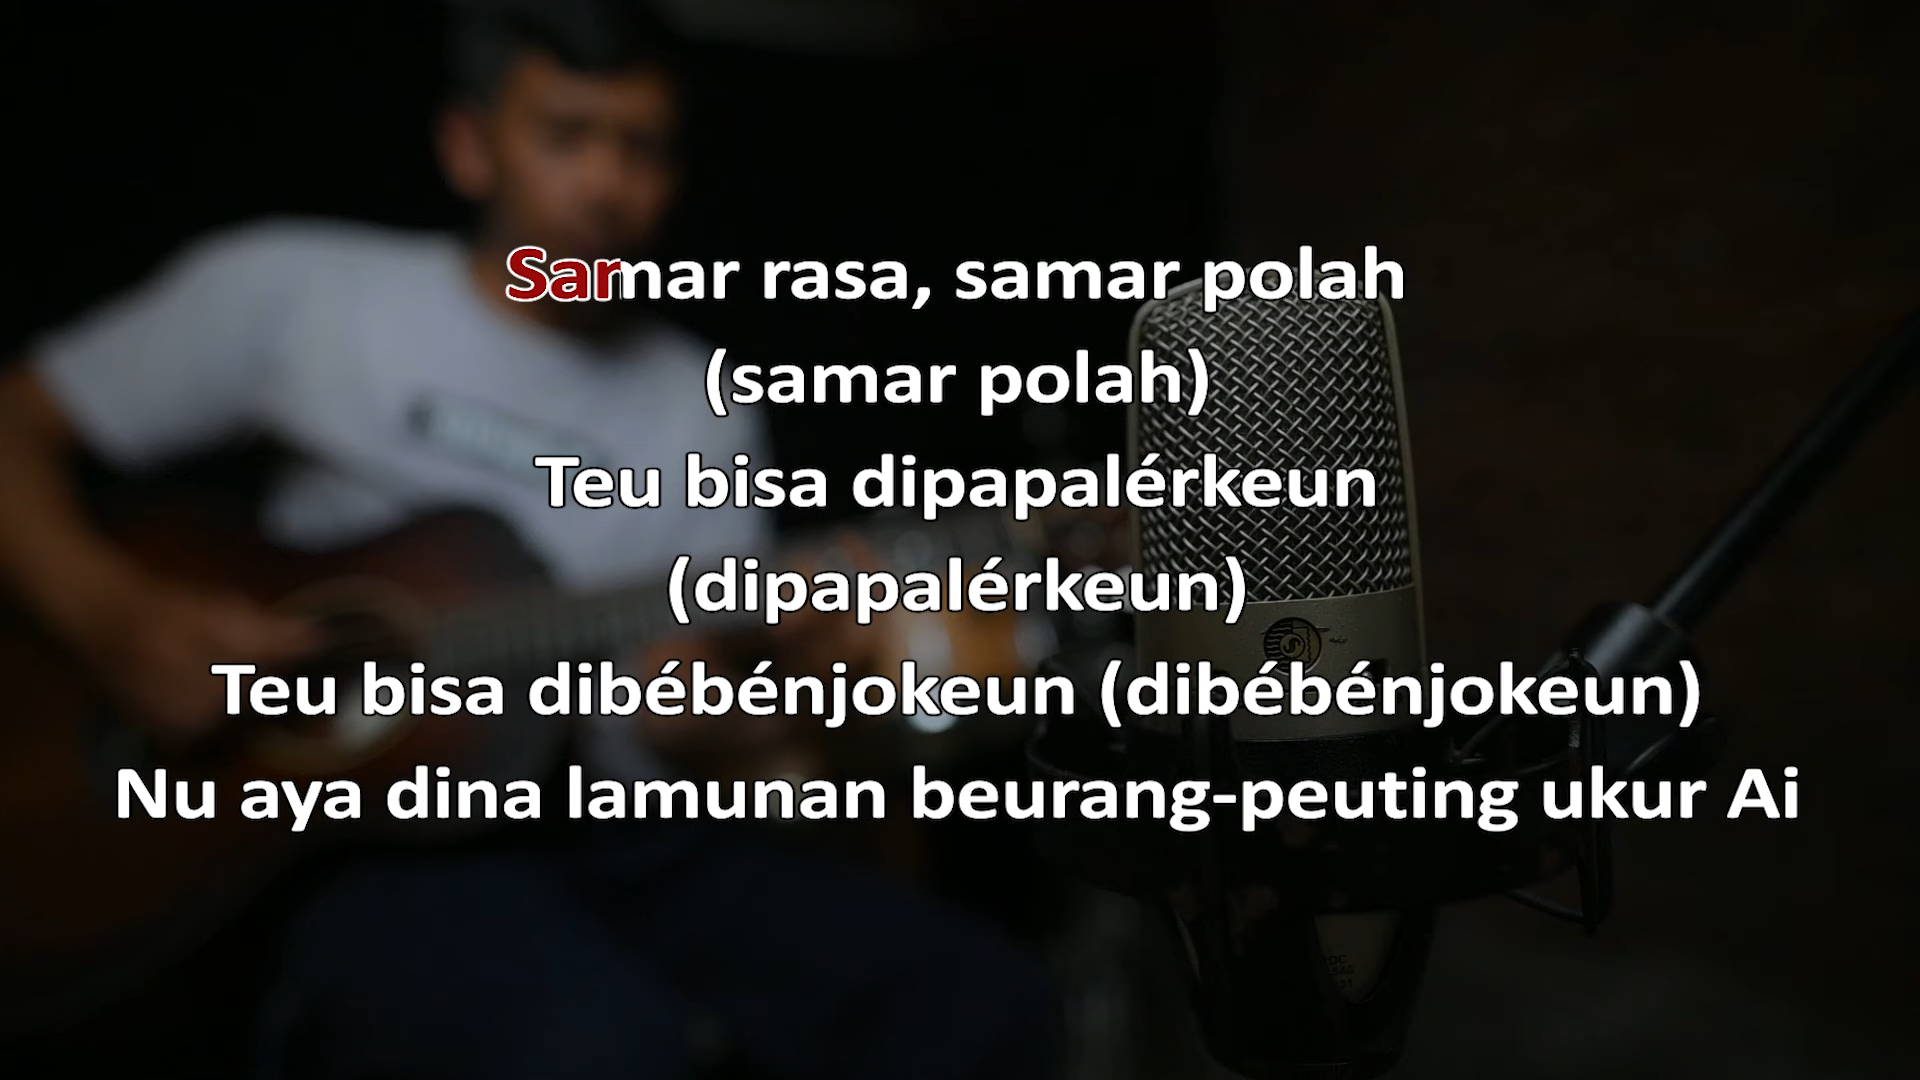 Samar rasa, samar polah
(samar polah)
Teu bisa dipapalérkeun
(dipapalérkeun)
Teu bisa dibébénjokeun (dibébénjokeun)
Nu aya dina lamunan beurang-peuting ukur Ai